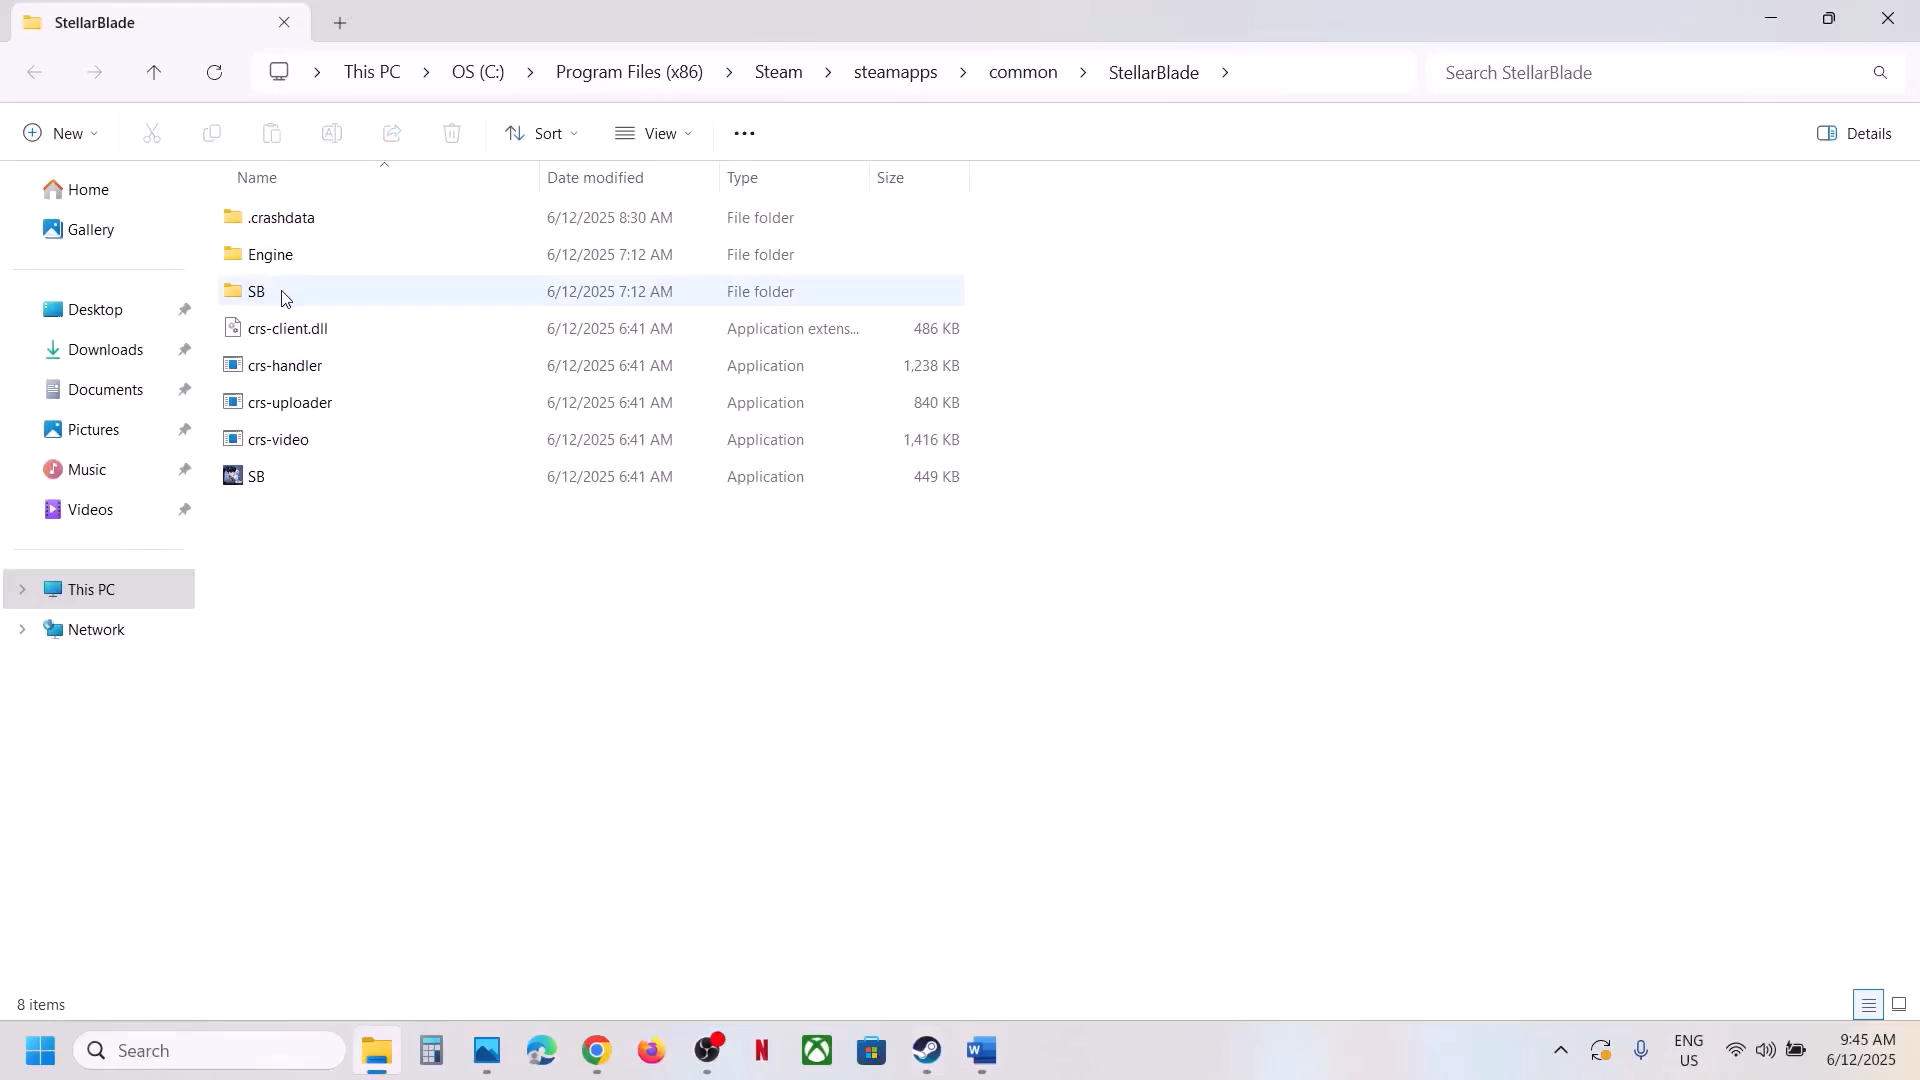 StellarBlade
This PC
OS (C:)
Program Files (x86)
Steam
steamapps
common
StellarBlade
Search StellarBlade
New
Sort
View
Details
Name
Date modified
Type
Size
Home
Gallery
Desktop
Downloads
Documents
Pictures
Music
Videos
This PC
Network
.crashdata 6/12/2025 8:30 AM File folder
Engine 6/12/2025 7:12 AM File folder
SB 6/12/2025 7:12 AM File folder
crs-client.dll 6/12/2025 6:41 AM Application extens... 486 KB
crs-handler 6/12/2025 6:41 AM Application 1,238 KB
crs-uploader 6/12/2025 6:41 AM Application 840 KB
crs-video 6/12/2025 6:41 AM Application 1,416 KB
SB 6/12/2025 6:41 AM Application 449 KB
8 items
Search
ENG
US
9:45 AM
6/12/2025